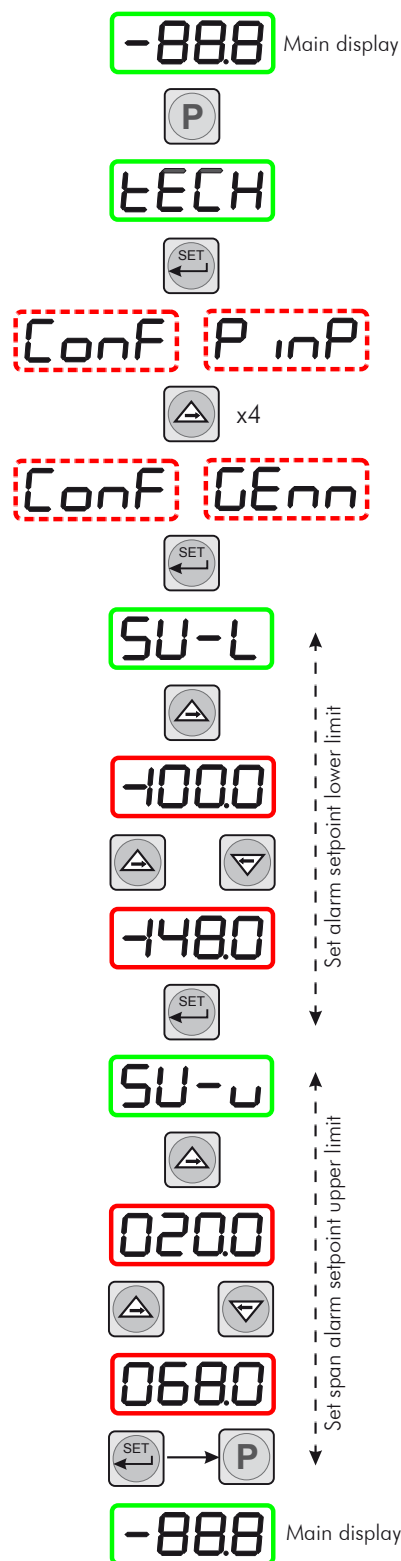 -88.8 Main display
P
tECH
SET
ConF P inP
x4
ConF GEnn
SET
SU-L
-100.0
-148.0
SET
Set alarm setpoint lower limit
SU-u
020.0
068.0
SET P
Set span alarm setpoint upper limit
-88.8 Main display